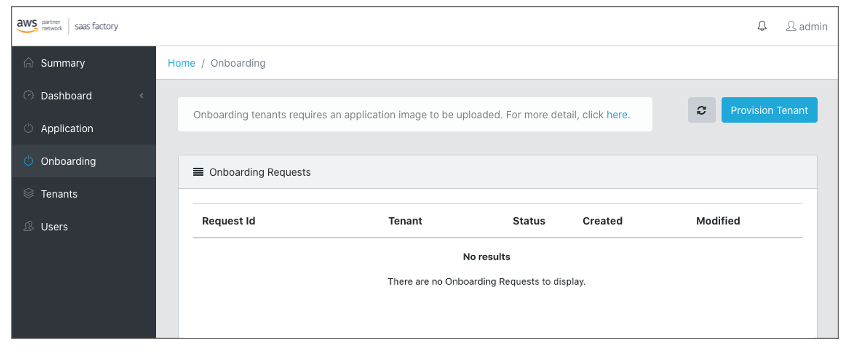 aws partner network | saas factory
admin
Summary
Dashboard
Application
Onboarding
Tenants
Users
Home / Onboarding
Onboarding tenants requires an application image to be uploaded. For more detail, click here.
Provision Tenant
Onboarding Requests
Request Id Tenant Status Created Modified
No results
There are no Onboarding Requests to display.